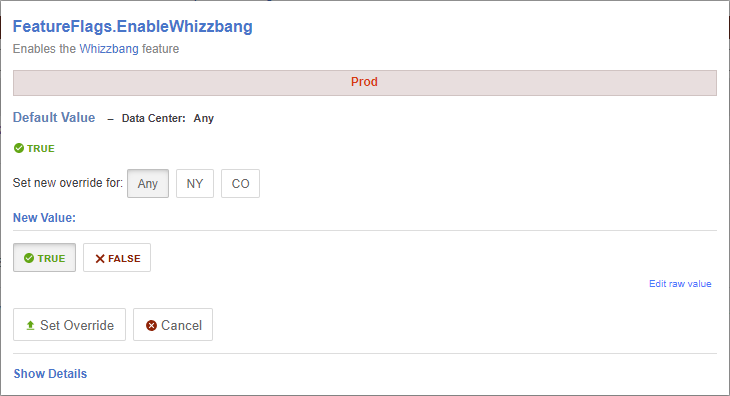 FeatureFlags.EnableWhizzbang
Enables the Whizzbang feature
Prod
Default Value – Data Center: Any
TRUE
Set new override for: Any NY CO
New Value:
TRUE FALSE
Edit raw value
Set Override Cancel
Show Details